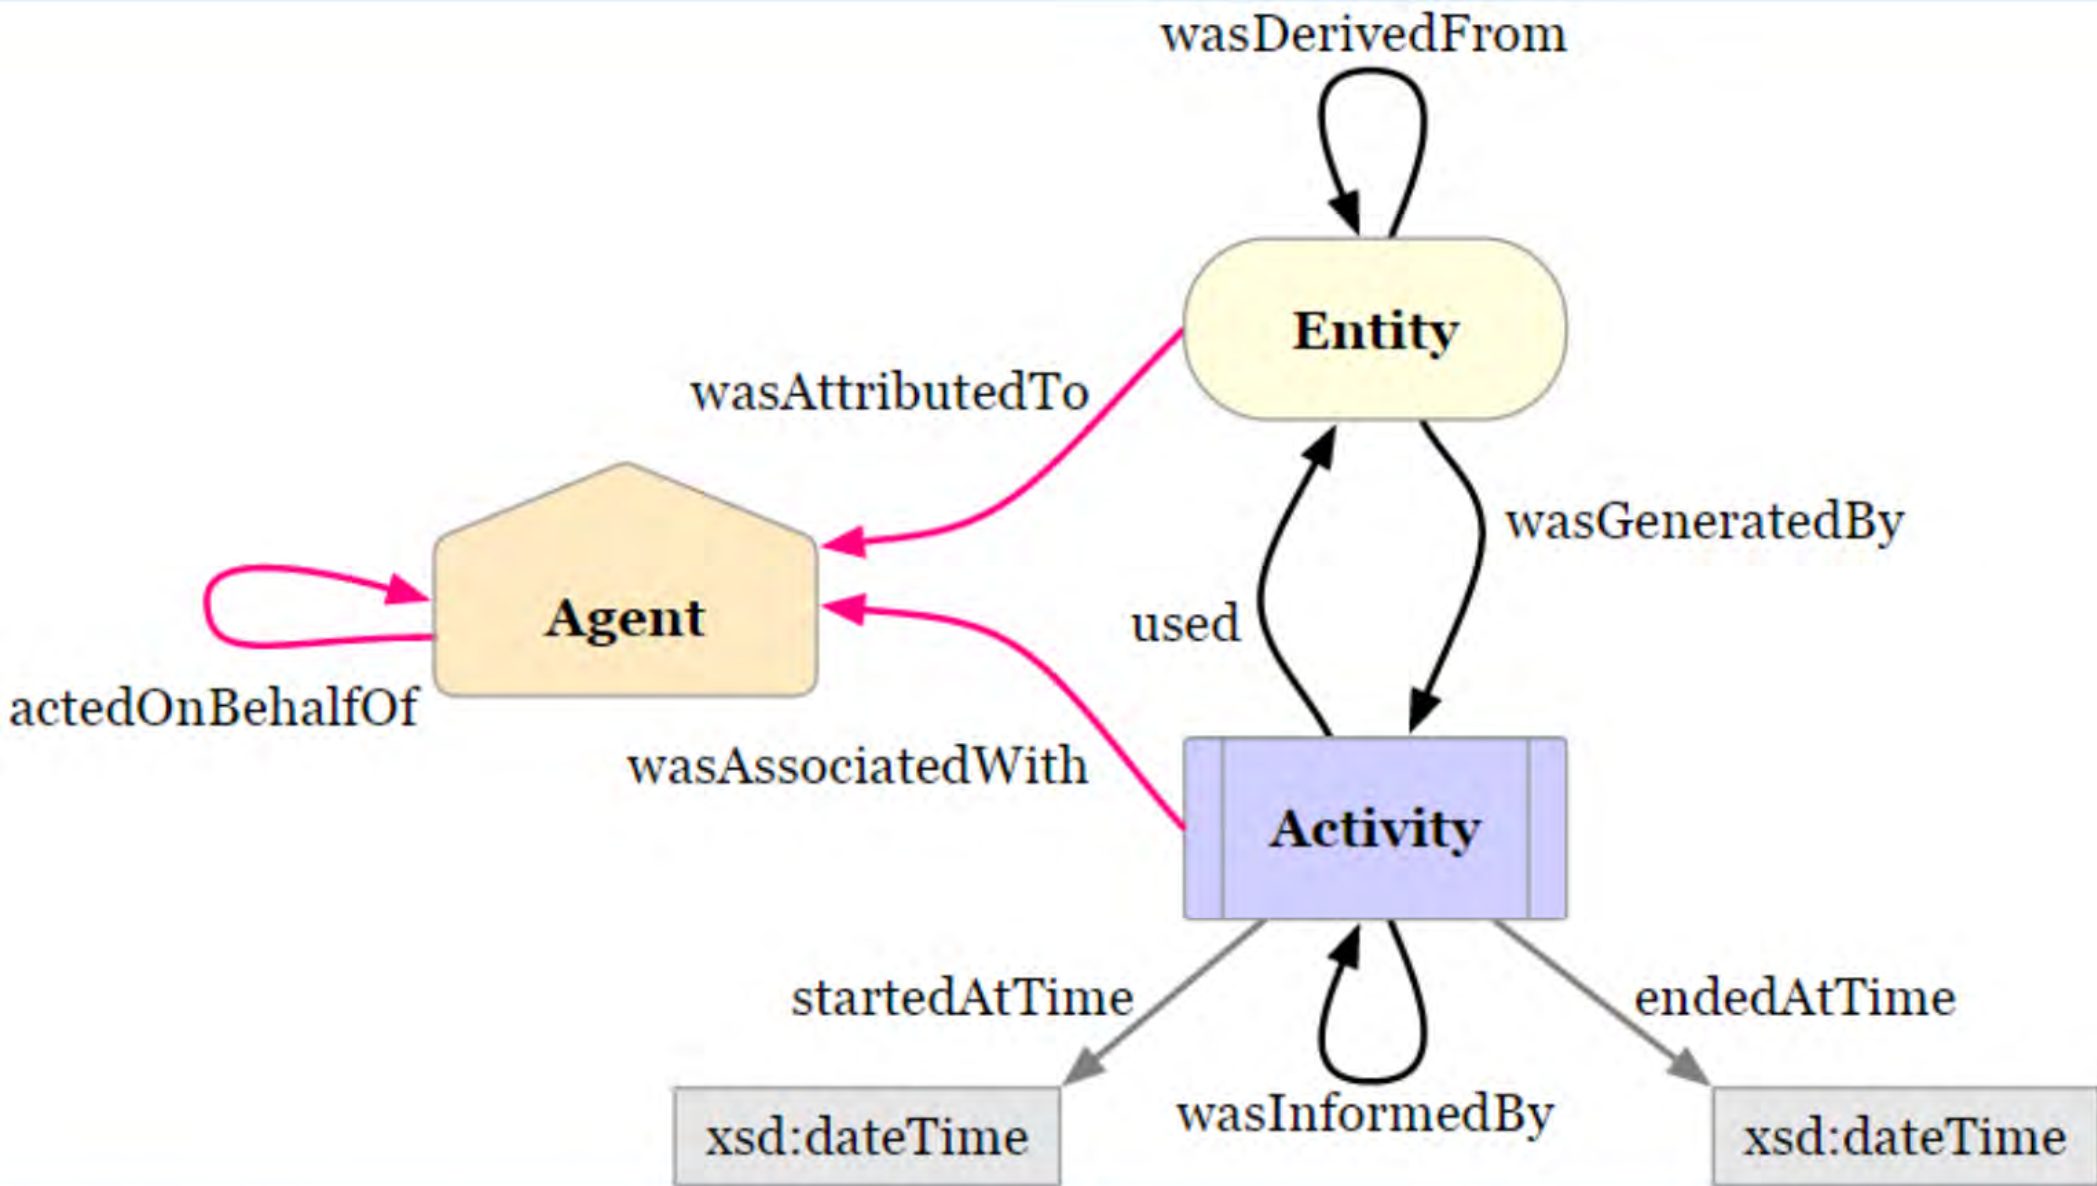 wasDerivedFrom
Entity
wasAttributedTo
wasGeneratedBy
Agent
used
actedOnBehalfOf
wasAssociatedWith
Activity
startedAtTime
endedAtTime
wasInformedBy
xsd:dateTime
xsd:dateTime